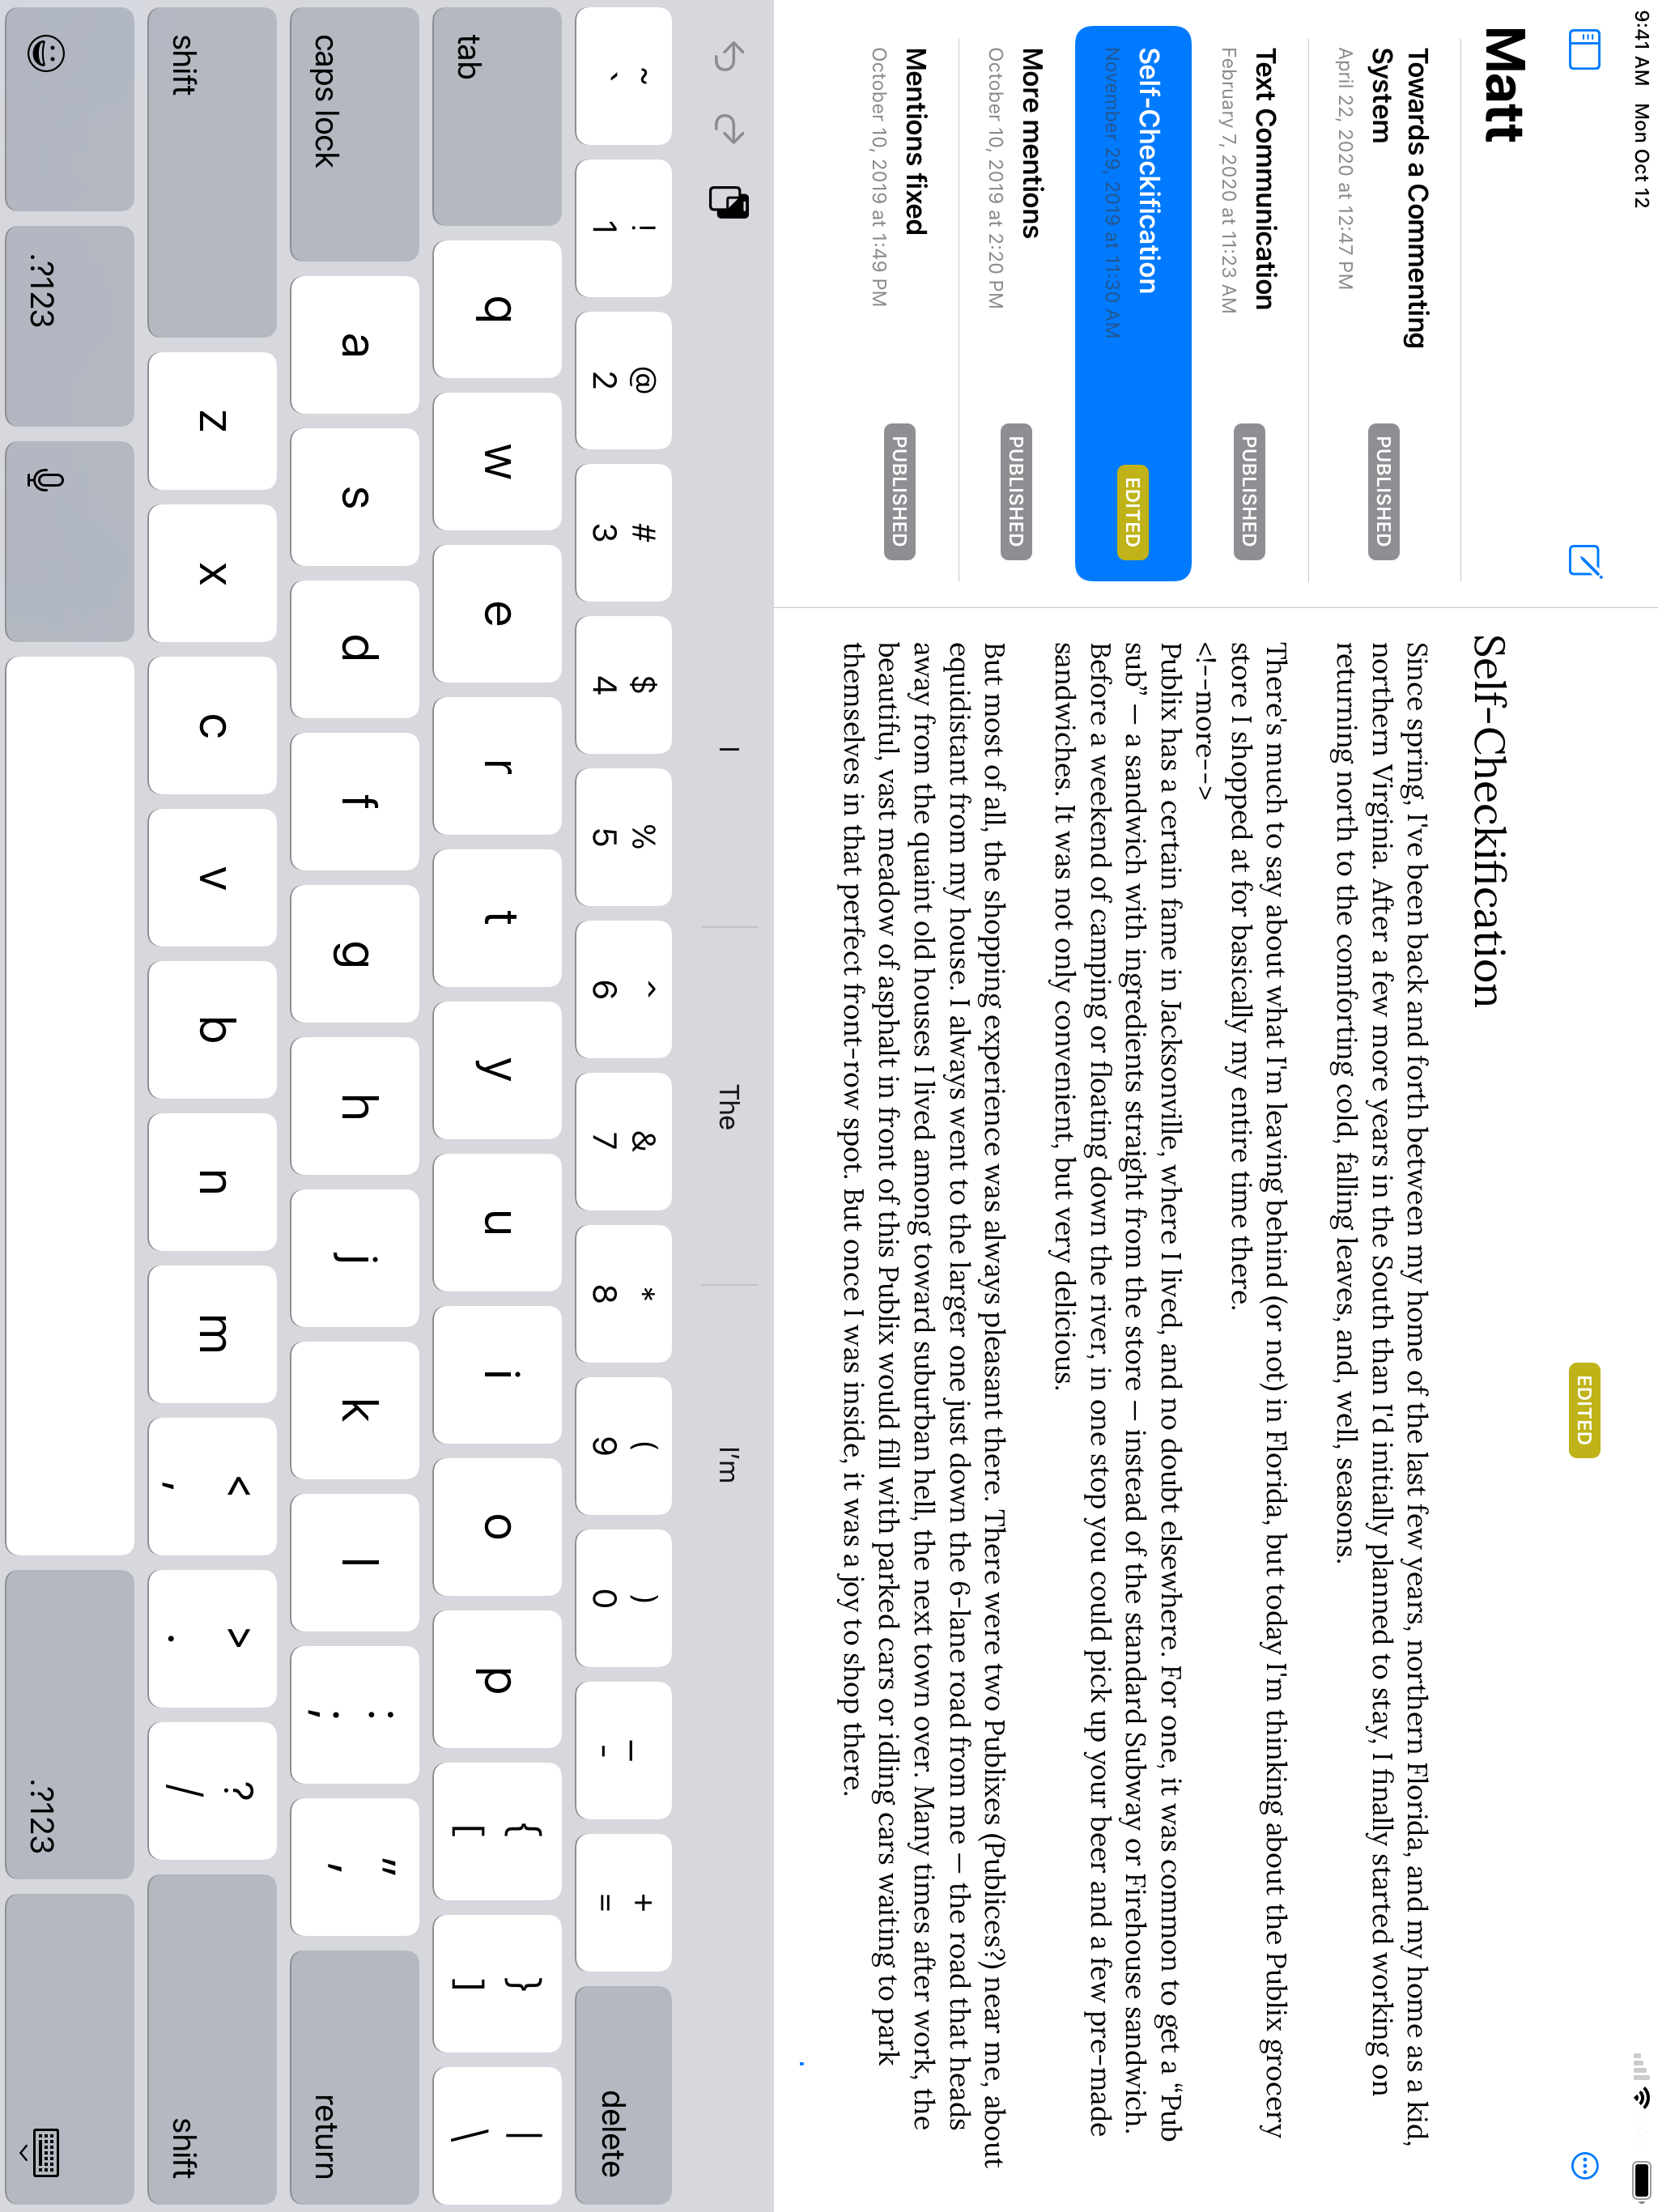 9:41 AM Mon Oct 12
Matt
Towards a Commenting
System
April 22, 2020 at 12:47 PM
PUBLISHED
Text Communication
February 7, 2020 at 11:23 AM
PUBLISHED
Self-Checkification
November 29, 2019 at 11:30 AM
EDITED
More mentions
October 10, 2019 at 2:20 PM
PUBLISHED
Mentions fixed
October 10, 2019 at 1:49 PM
PUBLISHED
EDITED
Self-Checkification
Since spring, I've been back and forth between my home of the last few years, northern Florida, and my home as a kid,
northern Virginia. After a few more years in the South than I'd initially planned to stay, I finally started working on
returning north to the comforting cold, falling leaves, and, well, seasons.
There's much to say about what I'm leaving behind (or not) in Florida, but today I'm thinking about the Publix grocery
store I shopped at for basically my entire time there.
<!--more-->
Publix has a certain fame in Jacksonville, where I lived, and no doubt elsewhere. For one, it was common to get a “Pub
sub” — a sandwich with ingredients straight from the store — instead of the standard Subway or Firehouse sandwich.
Before a weekend of camping or floating down the river, in one stop you could pick up your beer and a few pre-made
sandwiches. It was not only convenient, but very delicious.
But most of all, the shopping experience was always pleasant there. There were two Publixes (Publices?) near me, about
equidistant from my house. I always went to the larger one just down the 6-lane road from me — the road that heads
away from the quaint old houses I lived among toward suburban hell, the next town over. Many times after work, the
beautiful, vast meadow of asphalt in front of this Publix would fill with parked cars or idling cars waiting to park
themselves in that perfect front-row spot. But once I was inside, it was a joy to shop there.
I The I'm
~ ! @ # $ % ^ & * ( ) _ +
` 1 2 3 4 5 6 7 8 9 0 - = delete
tab q w e r t y u i o p { [ } ] | \
caps lock a s d f g h j k l : ; " ' return
shift z x c v b n m < , > . ? / shift
.?123 .?123